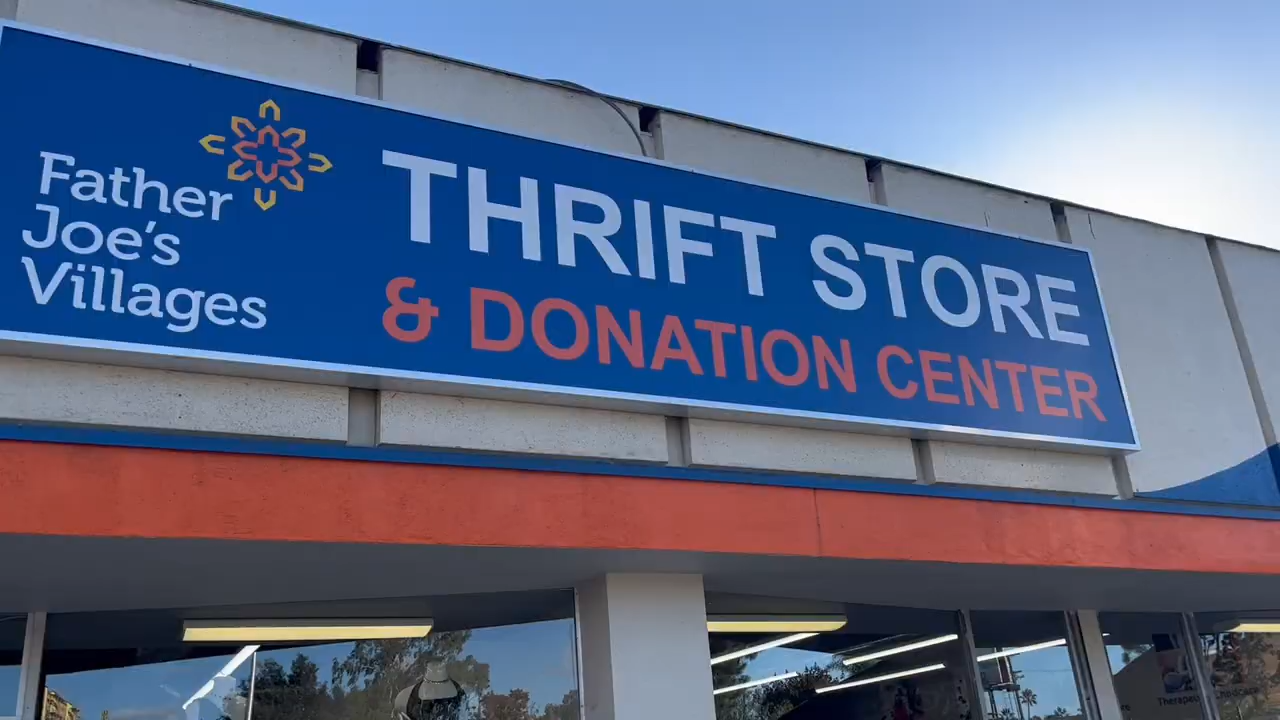 Father
Joe's
Villages
THRIFT STORE
& DONATION CENTER